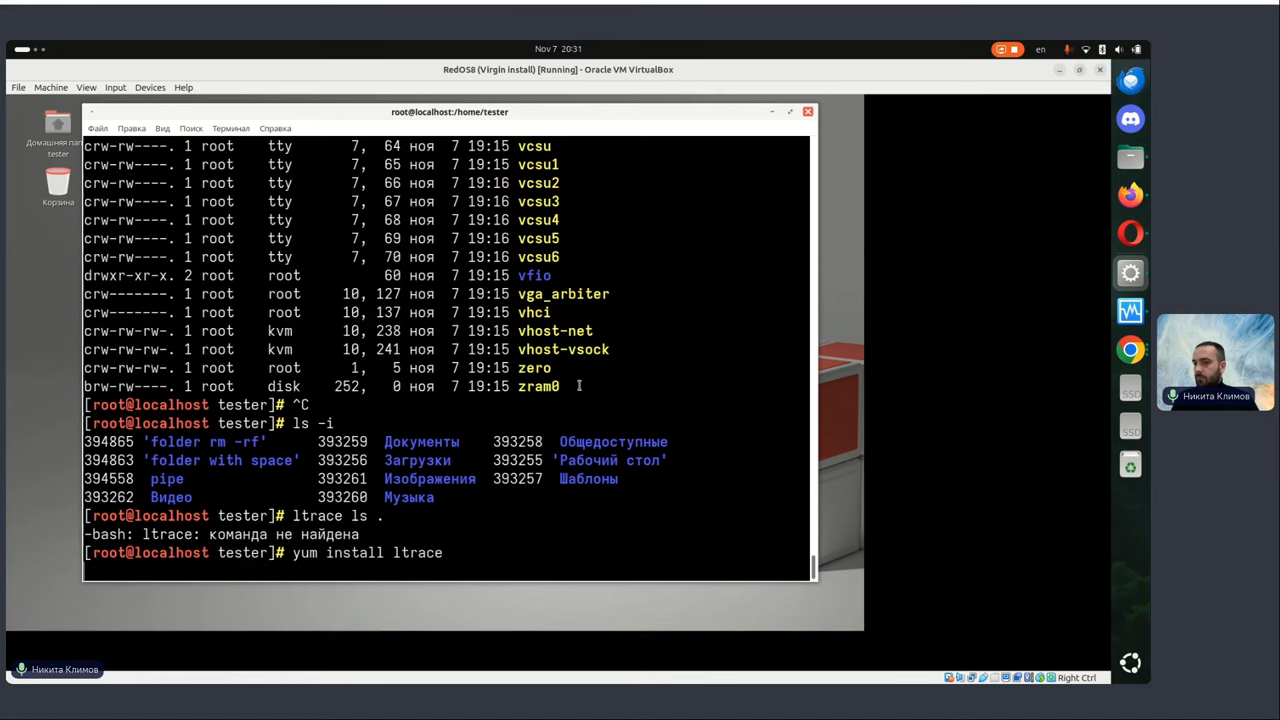 Nov 7 20:31
en
RedOS8 (Virgin install) [Running] - Oracle VM VirtualBox
File Machine View Input Devices Help
root@localhost:/home/tester
Файл Правка Вид Поиск Терминал Справка
Домашняя пап
tester
Корзина
crw-rw----. 1 root tty 7, 64 ноя 7 19:15 vcsu
crw-rw----. 1 root tty 7, 65 ноя 7 19:15 vcsu1
crw-rw----. 1 root tty 7, 66 ноя 7 19:16 vcsu2
crw-rw----. 1 root tty 7, 67 ноя 7 19:16 vcsu3
crw-rw----. 1 root tty 7, 68 ноя 7 19:16 vcsu4
crw-rw----. 1 root tty 7, 69 ноя 7 19:16 vcsu5
crw-rw----. 1 root tty 7, 70 ноя 7 19:16 vcsu6
drwxr-xr-x. 2 root root 60 ноя 7 19:15 vfio
crw-------. 1 root root 10, 127 ноя 7 19:15 vga_arbiter
crw-------. 1 root root 10, 137 ноя 7 19:15 vhci
crw-rw-rw-. 1 root kvm 10, 238 ноя 7 19:15 vhost-net
crw-rw-rw-. 1 root kvm 10, 241 ноя 7 19:15 vhost-vsock
crw-rw-rw-. 1 root root 1, 5 ноя 7 19:15 zero
brw-rw----. 1 root disk 252, 0 ноя 7 19:15 zram0
[root@localhost tester]# ^C
[root@localhost tester]# ls -i
394865 'folder rm -rf' 393259 Документы 393258 Общедоступные
394863 'folder with space' 393256 Загрузки 393255 'Рабочий стол'
394558 pipe 393261 Изображения 393257 Шаблоны
393262 Видео 393260 Музыка
[root@localhost tester]# ltrace ls .
-bash: ltrace: команда не найдена
[root@localhost tester]# yum install ltrace
Никита Климов
Никита Климов
Right Ctrl